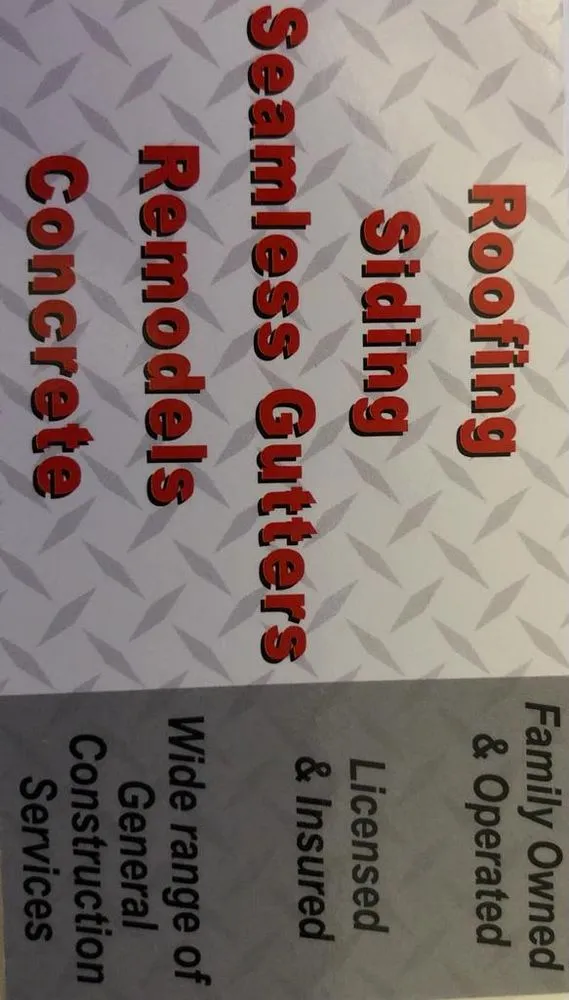 Roofing
Siding
Seamless Gutters
Remodels
Concrete
Family Owned
& Operated
Licensed
& Insured
Wide range of
General
Construction
Services